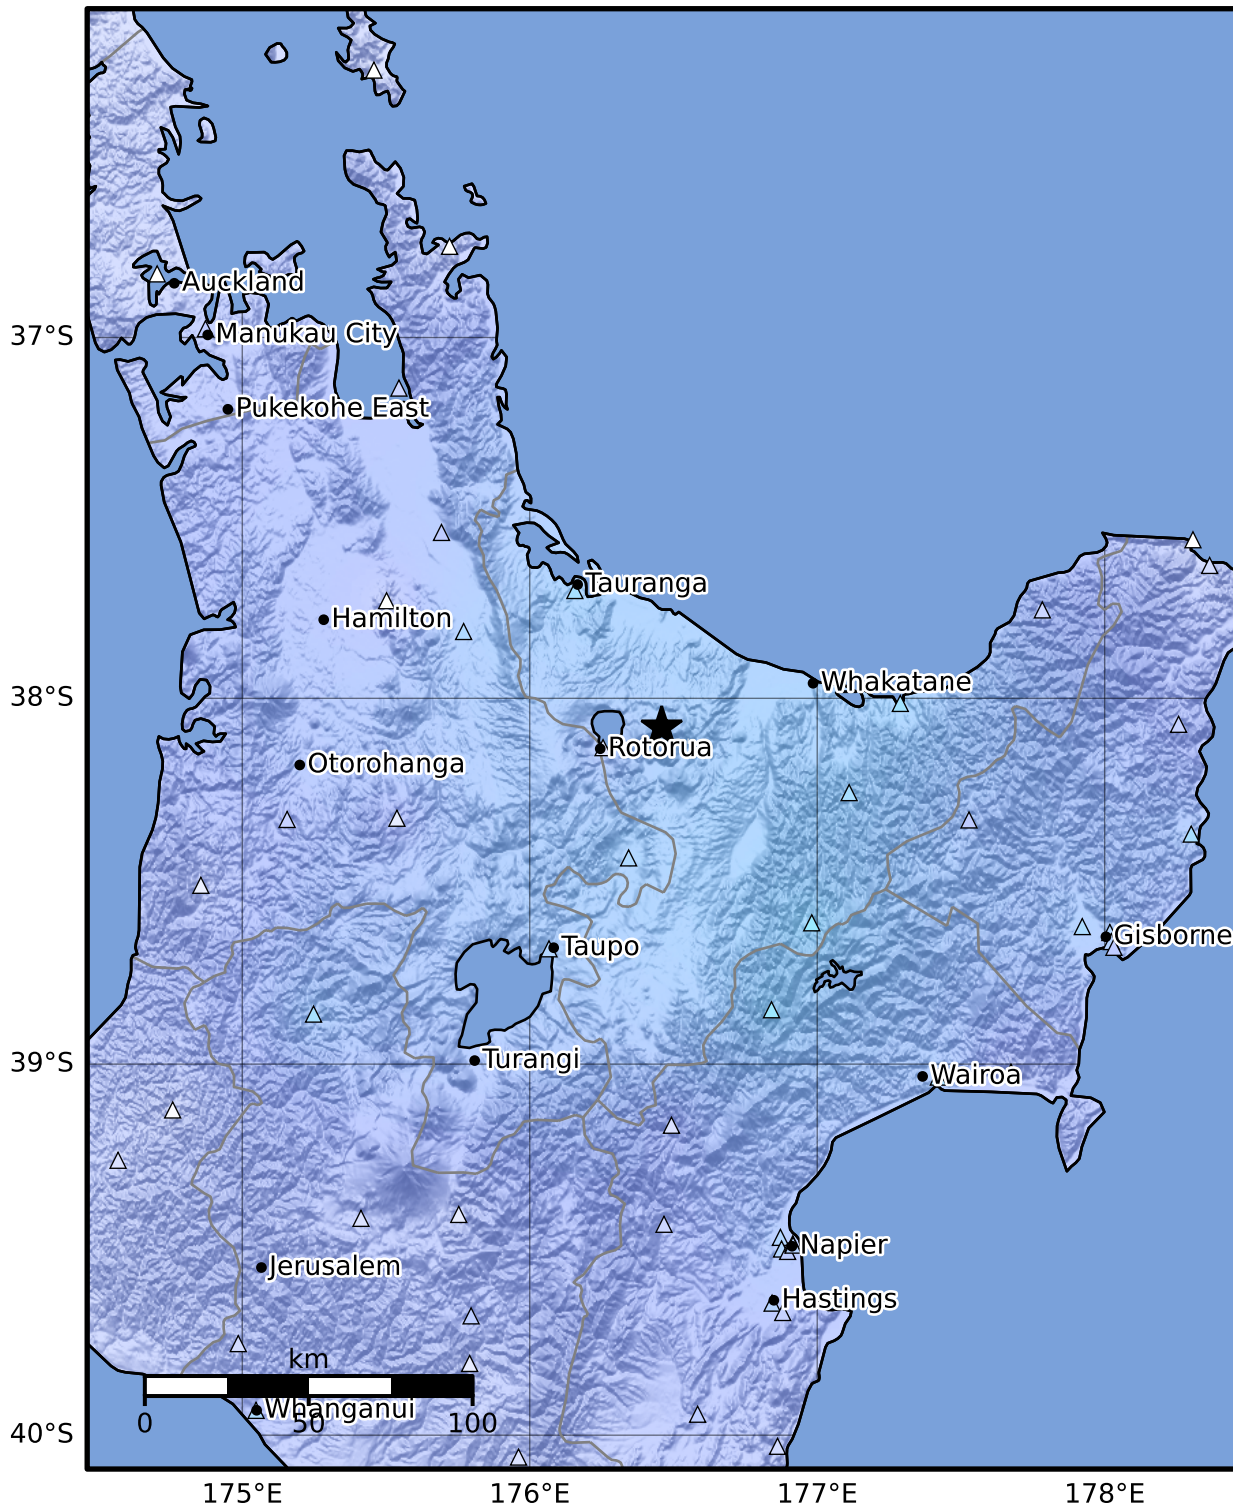 Auckland
37°S
Manukau City
Pukekohe East
Tauranga
Hamilton
Whakatane
38°S
Rotorua
Otorohanga
Gisborne
Taupo
Turangi
39°S
Wairoa
Napier
Jerusalem
Hastings
km
Whanganui
0 50 100
40°S
175°E 176°E 177°E 178°E